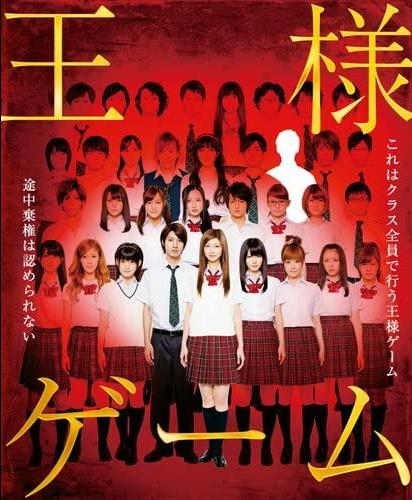 王様
これはクラス全員で行う王様ゲーム
途中棄権は認められない
ゲーム